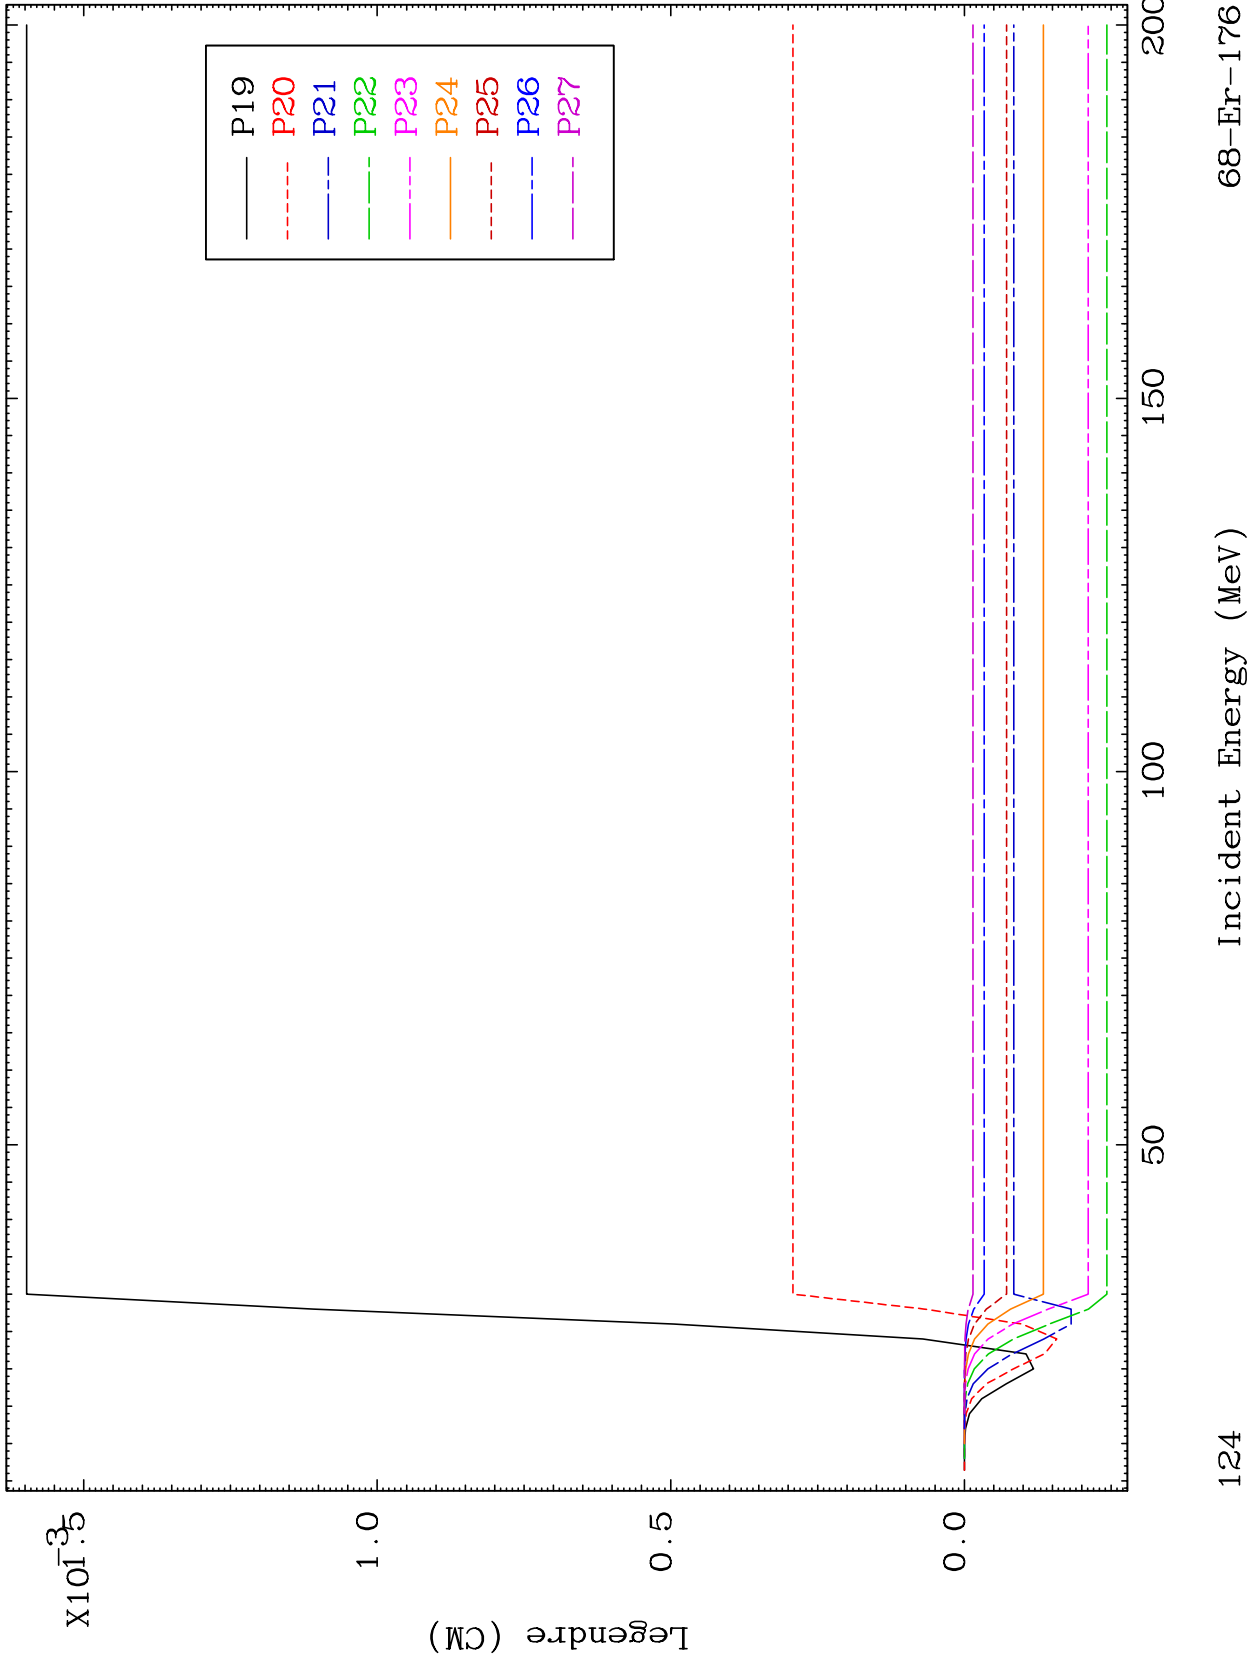 X10-3
1.5
1.0
0.5
0.0
Legendre (CM)
P19
P20
P21
P22
P23
P24
P25
P26
P27
50
100
150
200
Incident Energy (MeV)
124
68-Er-176